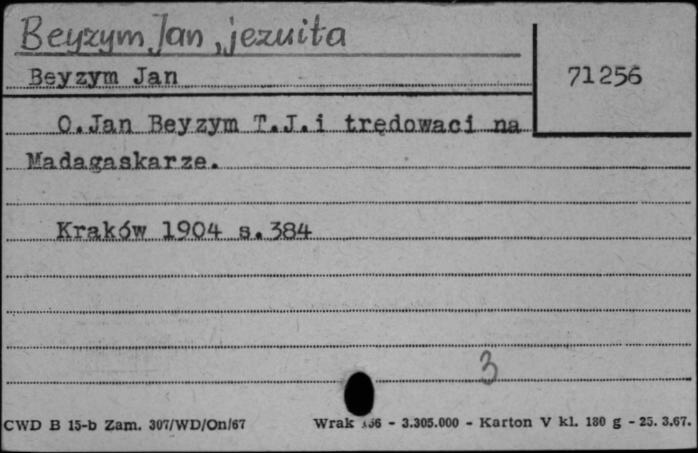 Beyzym Jan, jezuita
Beyzym Jan
71256
O.Jan Beyzym T.J.i trędowaci na
Madagaskarze.
Kraków 1904 s.384
3
CWD B 15-b Zam. 307/WD/On/67
Wrak - 3.305.000 - Karton V kl. 180 g - 25. 3.67.